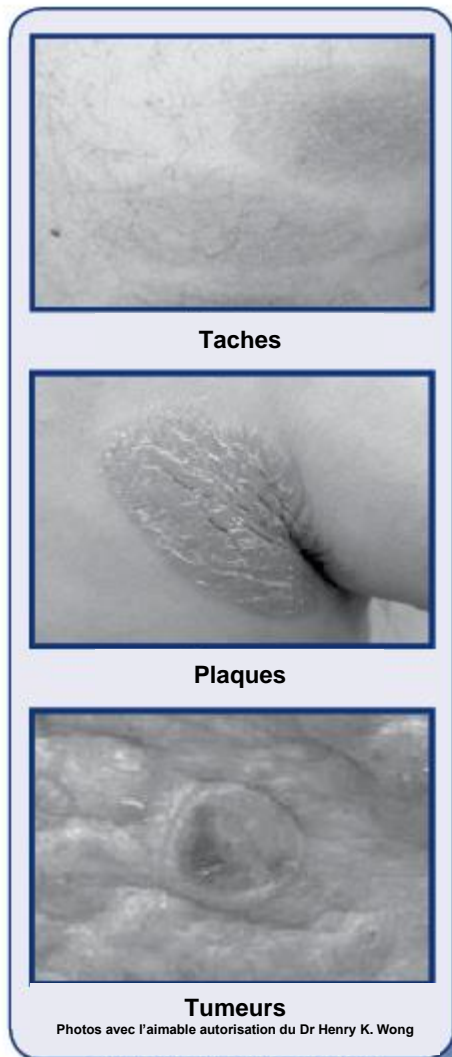 Taches
Plaques
Tumeurs
Photos avec l’aimable autorisation du Dr Henry K. Wong